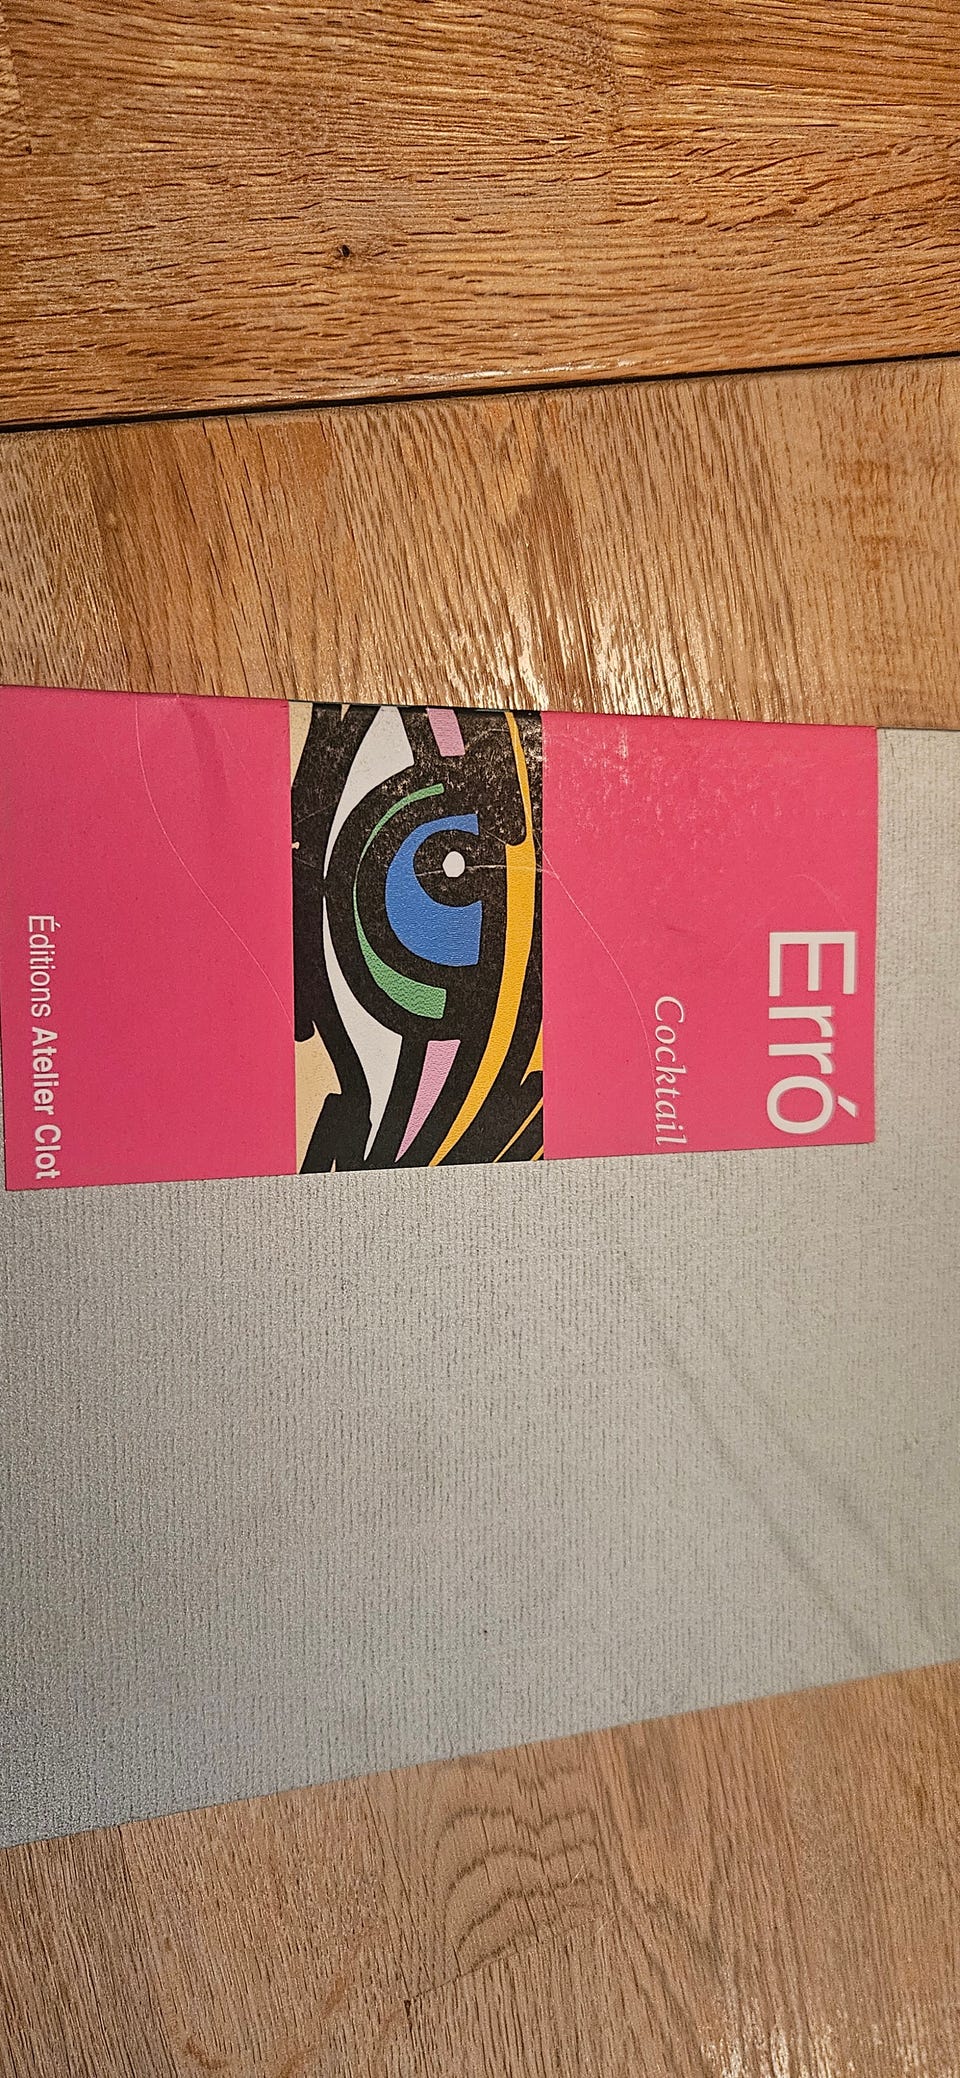 Erró
Cocktail
Éditions Atelier Clot